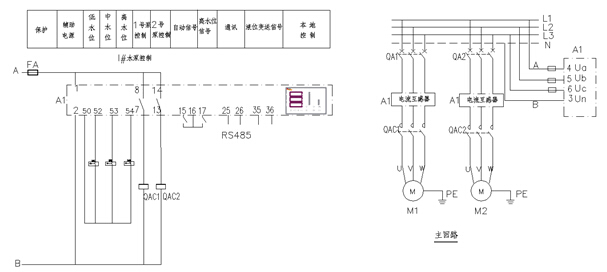 保护
辅助电源
低水位
中水位
高水位
1号泵控制
2号泵控制
自动信号
高水位信号
通讯
液位变送信号
本地控制
1#水泵控制
A
FA
1
8
14
A1
2
50
52
53
54
7
13
15
16
17
25
26
35
36
RS485
QAC1
QAC2
B
L1
L2
L3
N
QA1
QA2
A1
A
4 Ua
5 Ub
6 Uc
3 Un
B
A1
电流互感器
A1
电流互感器
QAC1
QAC2
U V W
U V W
M
PE
M
PE
M1
M2
主回路